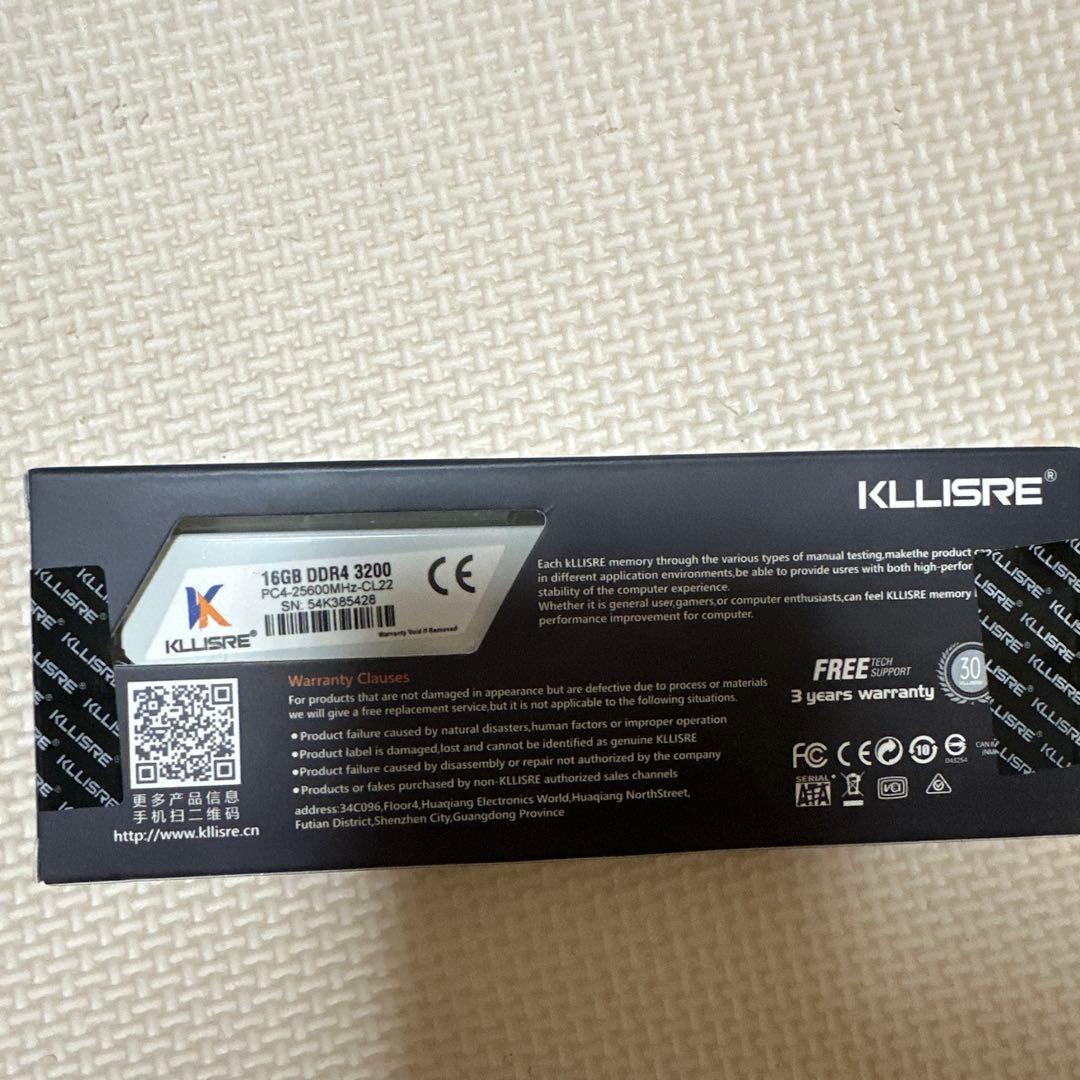 KLLISRE®
16GB DDR4 3200
PC4-25600MHz-CL22
SN: 54K385428
Warranty Void If Removed
KLLISRE®
CE
Each kLLISRE memory through the various types of manual testing,makethe product
in different application environments,be able to provide usres with both high-perfor
stability of the computer experience.
Whether it is general user,gamers,or computer enthusiasts,can feel KLLISRE memory
performance improvement for computer.
Warranty Clauses
For products that are not damaged in appearance but are defective due to process or materials
we will give a free replacement service,but it is not applicable to the following situations.
●Product failure caused by natural disasters,human factors or improper operation
●Product label is damaged,lost and cannot be identified as genuine KLLISRE
●Product failure caused by disassembly or repair not authorized by the company
●Products or fakes purchased by non-KLLISRE authorized sales channels
address:34C096,Floor4,Huaqiang Electronics World,Huaqiang NorthStreet,
Futian District,Shenzhen City,Guangdong Province
更多产品信息
手机扫二维码
http://www.kllisre.cn
FREE TECH SUPPORT
3 years warranty
30
FC CE 10
D43254
SERIAL
ATA
KLLISRE®
KLLISRE®